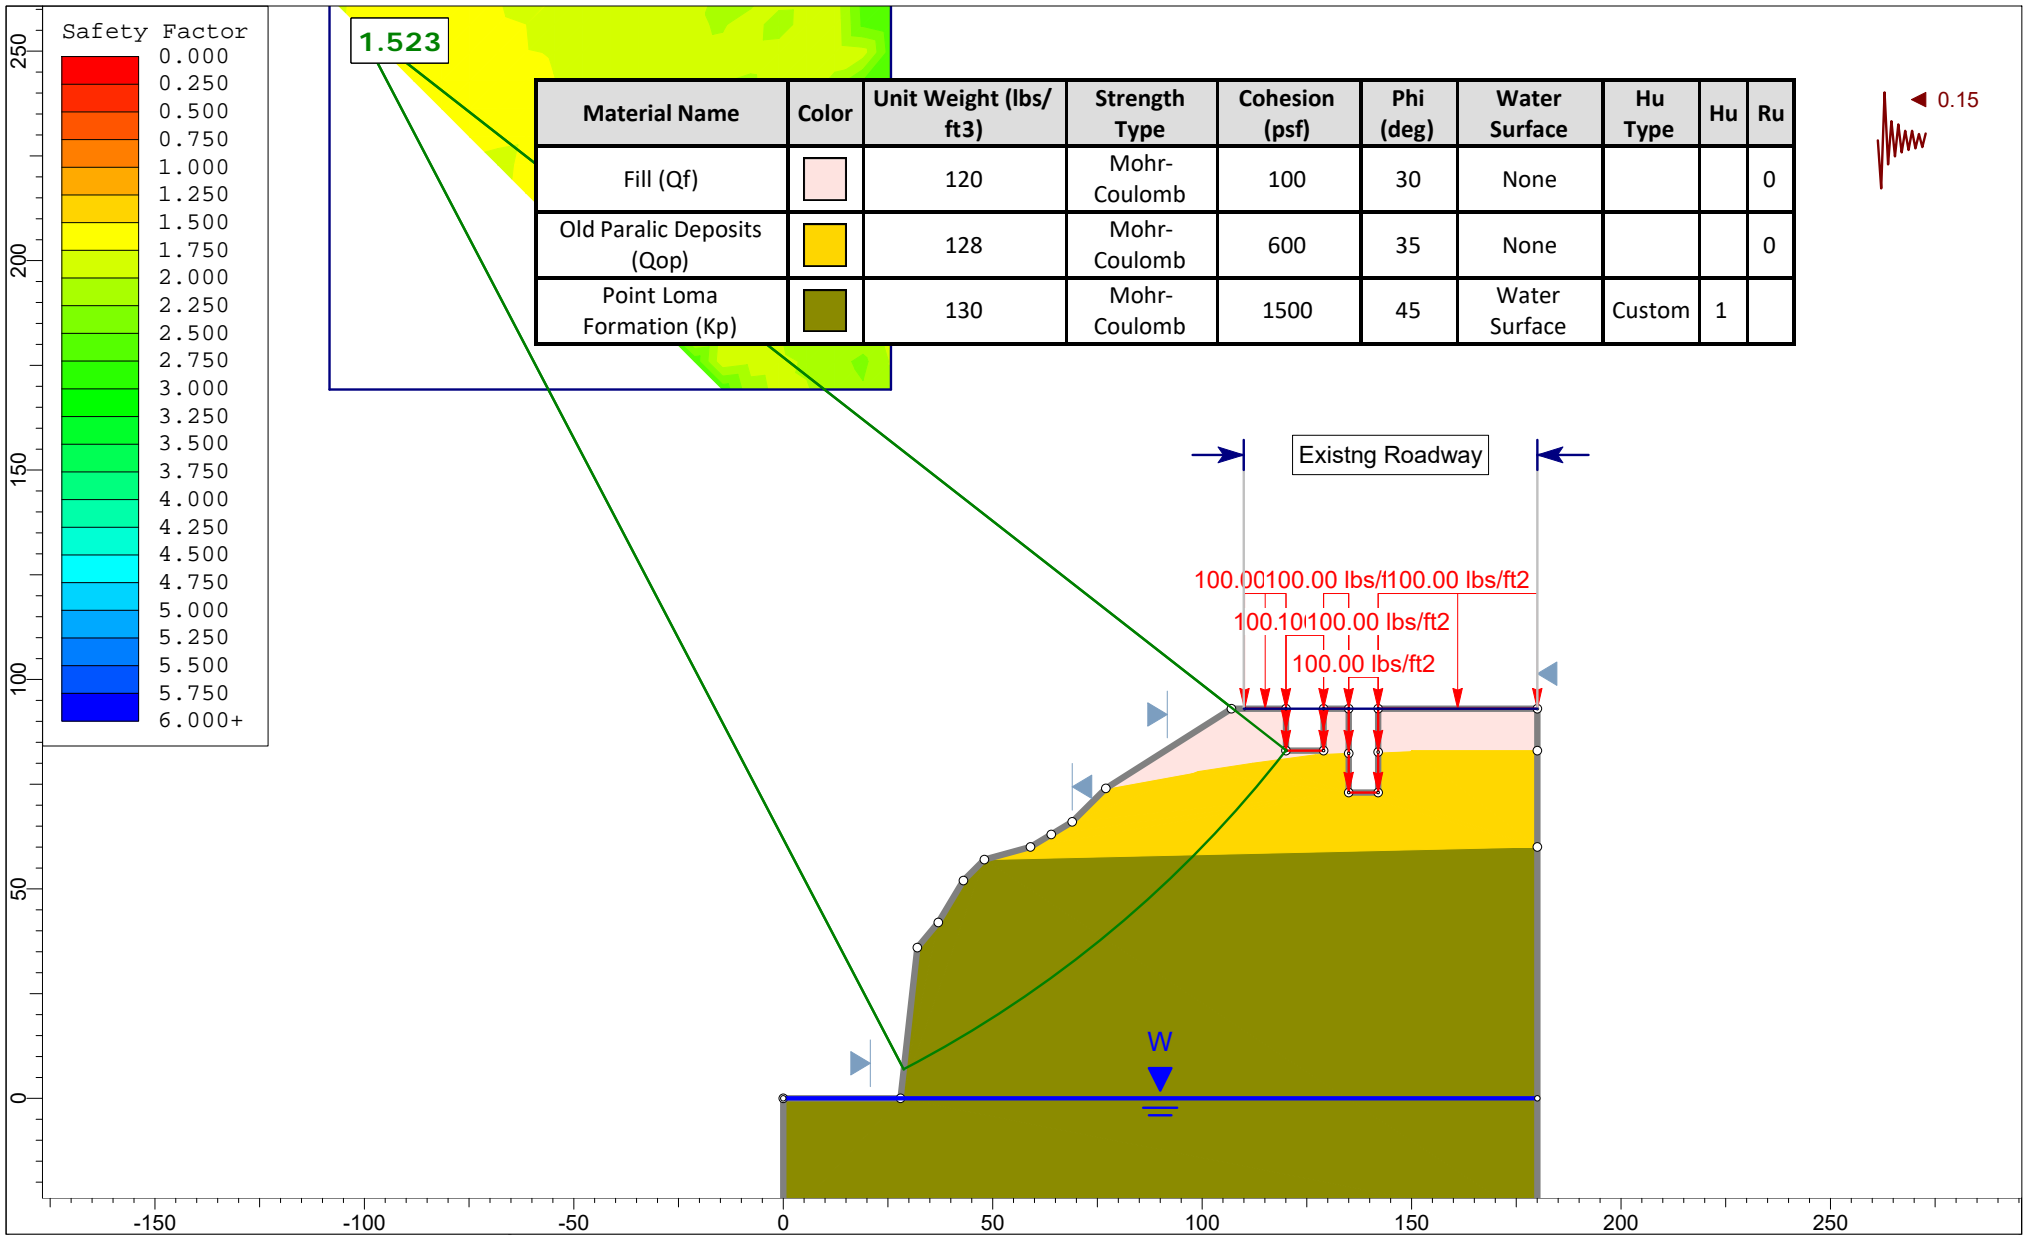 Safety Factor
0.000
0.250
0.500
0.750
1.000
1.250
1.500
1.750
2.000
2.250
2.500
2.750
3.000
3.250
3.500
3.750
4.000
4.250
4.500
4.750
5.000
5.250
5.500
5.750
6.000+
1.523
Material Name Color Unit Weight (lbs/ Strength Cohesion Phi Water Hu Hu Ru
ft3) Type (psf) (deg) Surface Type
Fill (Qf) 120 Mohr- 100 30 None 0
Coulomb
Old Paralic Deposits 128 Mohr- 600 35 None 0
(Qop) Coulomb
Point Loma 130 Mohr- 1500 45 Water Custom 1
Formation (Kp) Coulomb Surface
0.15
Existng Roadway
100.00 100.00 lbs/f 100.00 lbs/ft2
100. 10 100.00 lbs/ft2
100.00 lbs/ft2
W
250
200
150
100
50
0
-150 -100 -50 0 50 100 150 200 250